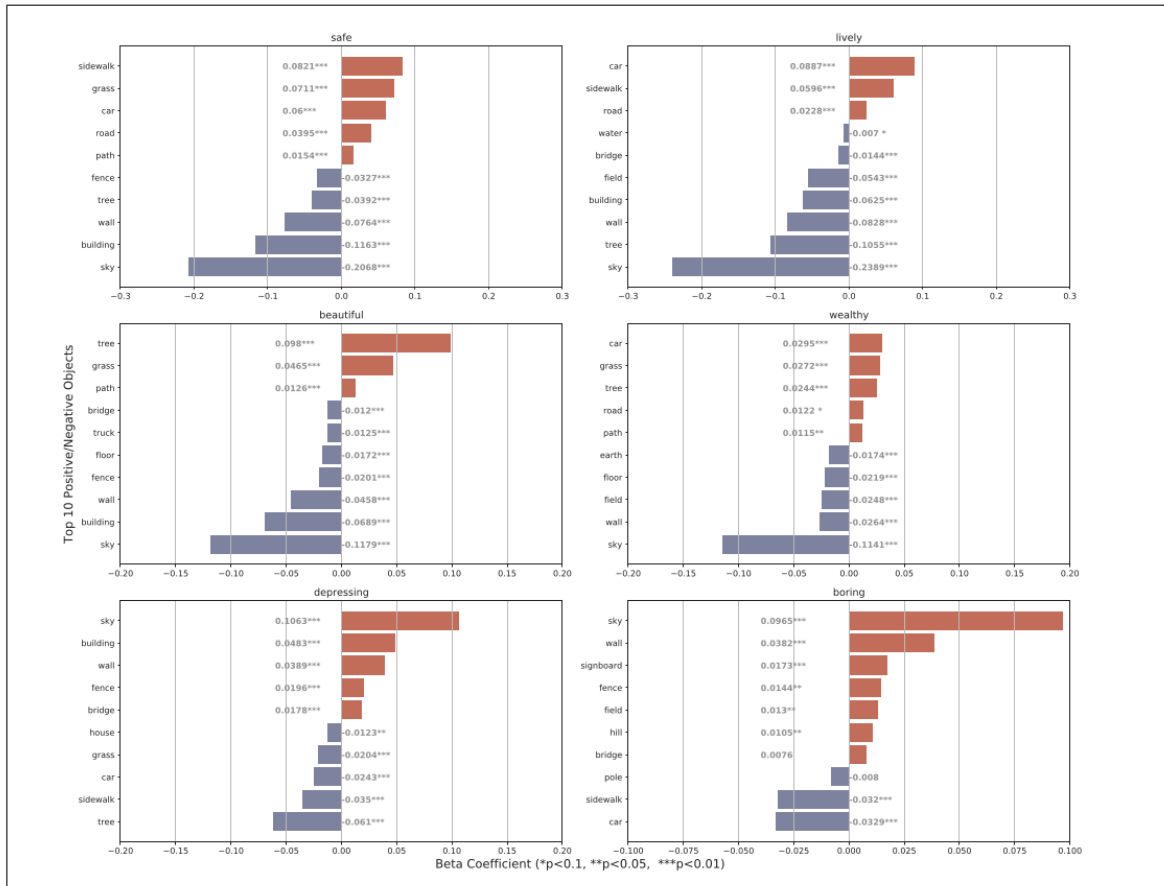 safe
sidewalk 0.0821***
grass 0.0711***
car 0.06***
road 0.0395***
path 0.0154***
fence -0.0327***
tree -0.0392***
wall -0.0764***
building -0.1163***
sky -0.2068***
−0.3 −0.2 −0.1 0.0 0.1 0.2 0.3
lively
car 0.0887***
sidewalk 0.0596***
road 0.0228***
water -0.007 *
bridge -0.0144***
field -0.0543***
building -0.0625***
wall -0.0828***
tree -0.1055***
sky -0.2389***
−0.3 −0.2 −0.1 0.0 0.1 0.2 0.3
Top 10 Positive/Negative Objects
beautiful
tree 0.098***
grass 0.0465***
path 0.0126***
bridge -0.012***
truck -0.0125***
floor -0.0172***
fence -0.0201***
wall -0.0458***
building -0.0689***
sky -0.1179***
−0.20 −0.15 −0.10 −0.05 0.00 0.05 0.10 0.15 0.20
wealthy
car 0.0295***
grass 0.0272***
tree 0.0244***
road 0.0122 *
path 0.0115**
earth -0.0174***
floor -0.0219***
field -0.0248***
wall -0.0264***
sky -0.1141***
−0.20 −0.15 −0.10 −0.05 0.00 0.05 0.10 0.15 0.20
depressing
sky 0.1063***
building 0.0483***
wall 0.0389***
fence 0.0196***
bridge 0.0178***
house -0.0123**
grass -0.0204***
car -0.0243***
sidewalk -0.035***
tree -0.061***
−0.20 −0.15 −0.10 −0.05 0.00 0.05 0.10 0.15 0.20
boring
sky 0.0965***
wall 0.0382***
signboard 0.0173***
fence 0.0144**
field 0.013**
hill 0.0105**
bridge 0.0076
pole -0.008
sidewalk -0.032***
car -0.0329***
−0.100 −0.075 −0.050 −0.025 0.000 0.025 0.050 0.075 0.100
Beta Coefficient (*p<0.1, **p<0.05, ***p<0.01)